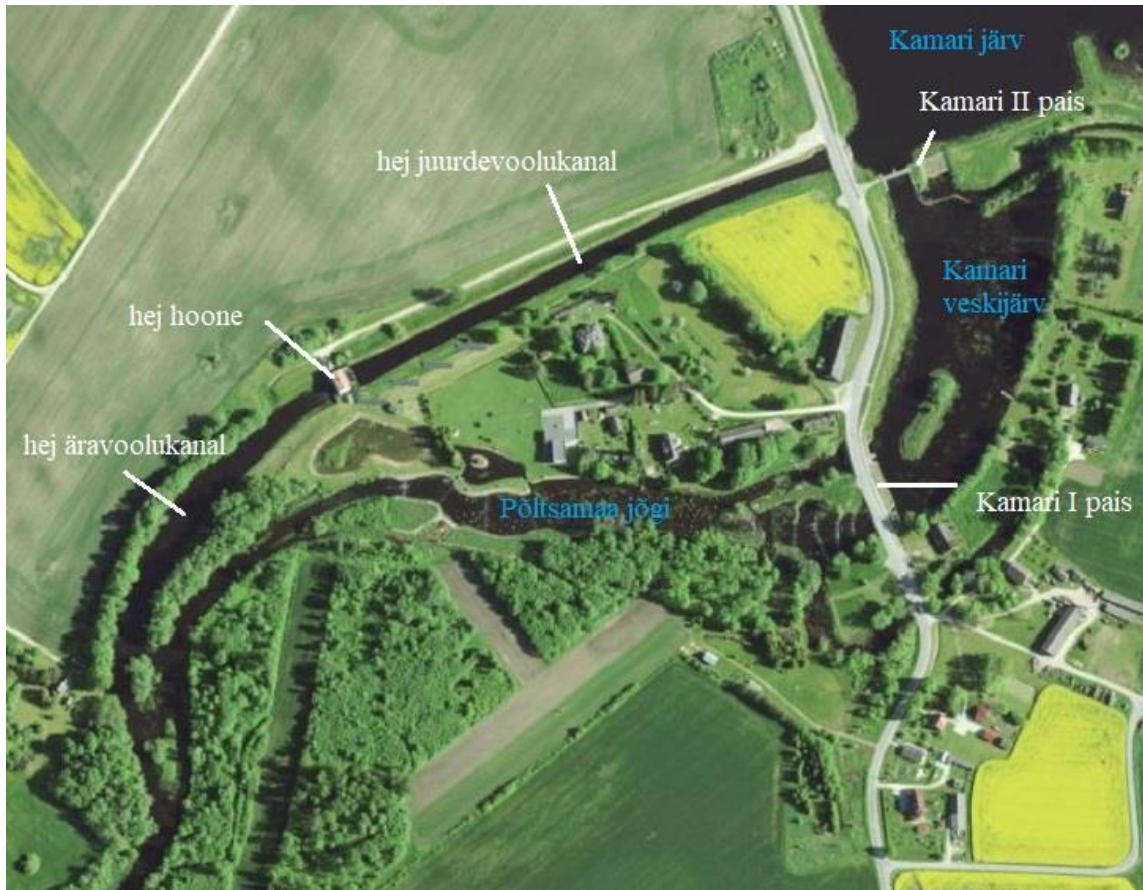 Kamari järv
Kamari II pais
hej juurdevoolukanal
Kamari
veskijärv
hej hoone
hej äravoolukanal
Põltsamaa jõgi
Kamari I pais